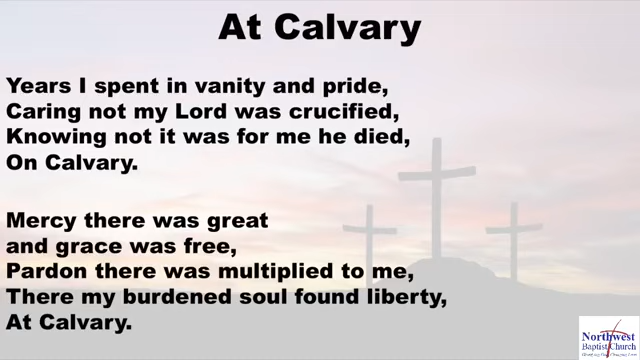 At Calvary
Years I spent in vanity and pride,
Caring not my Lord was crucified,
Knowing not it was for me he died,
On Calvary.
Mercy there was great
and grace was free,
Pardon there was multiplied to me,
There my burdened soul found liberty,
At Calvary.
Northwest
Baptist Church